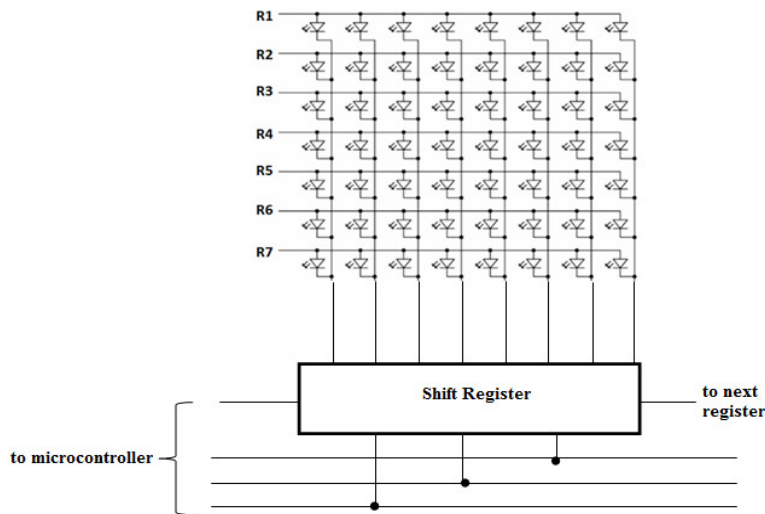 R1
R2
R3
R4
R5
R6
R7
Shift Register
to next
register
to microcontroller